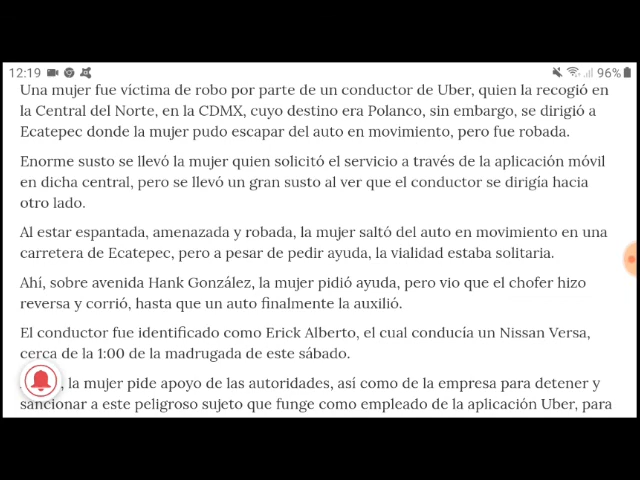 12:19 96%
Una mujer fue víctima de robo por parte de un conductor de Uber, quien la recogió en
la Central del Norte, en la CDMX, cuyo destino era Polanco, sin embargo, se dirigió a
Ecatepec donde la mujer pudo escapar del auto en movimiento, pero fue robada.
Enorme susto se llevó la mujer quien solicitó el servicio a través de la aplicación móvil
en dicha central, pero se llevó un gran susto al ver que el conductor se dirigía hacia
otro lado.
Al estar espantada, amenazada y robada, la mujer saltó del auto en movimiento en una
carretera de Ecatepec, pero a pesar de pedir ayuda, la vialidad estaba solitaria.
Ahí, sobre avenida Hank González, la mujer pidió ayuda, pero vio que el chofer hizo
reversa y corrió, hasta que un auto finalmente la auxilió.
El conductor fue identificado como Erick Alberto, el cual conducía un Nissan Versa,
cerca de la 1:00 de la madrugada de este sábado.
, la mujer pide apoyo de las autoridades, así como de la empresa para detener y
sancionar a este peligroso sujeto que funge como empleado de la aplicación Uber, para